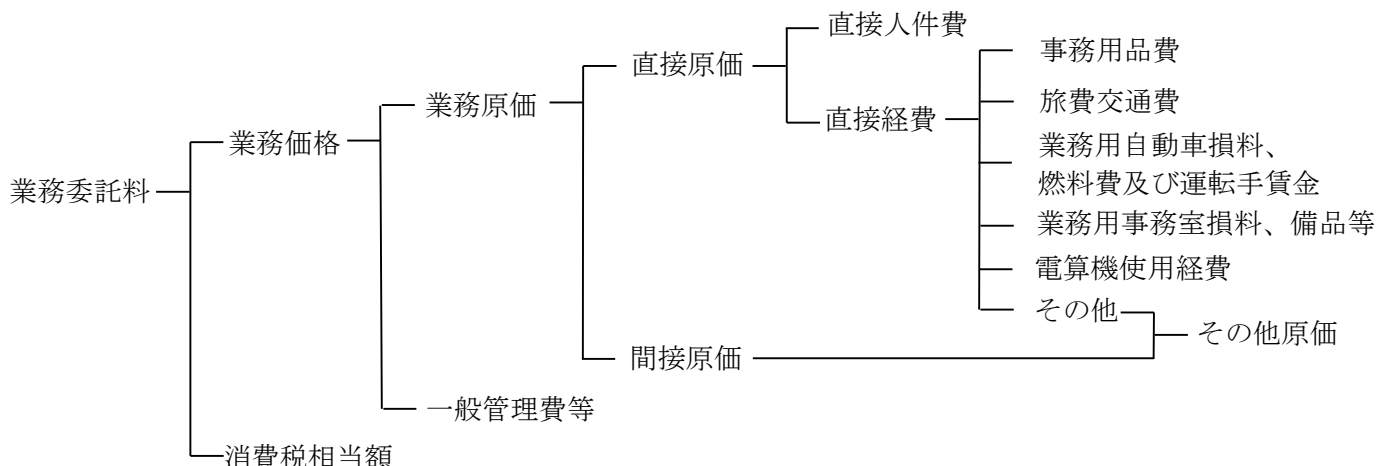 直接人件費
事務用品費
直接原価
旅費交通費
業務原価
直接経費
業務用自動車損料、
燃料費及び運転手賃金
業務価格
業務委託料
業務用事務室損料、備品等
電算機使用経費
その他
その他原価
間接原価
一般管理費等
消費税相当額